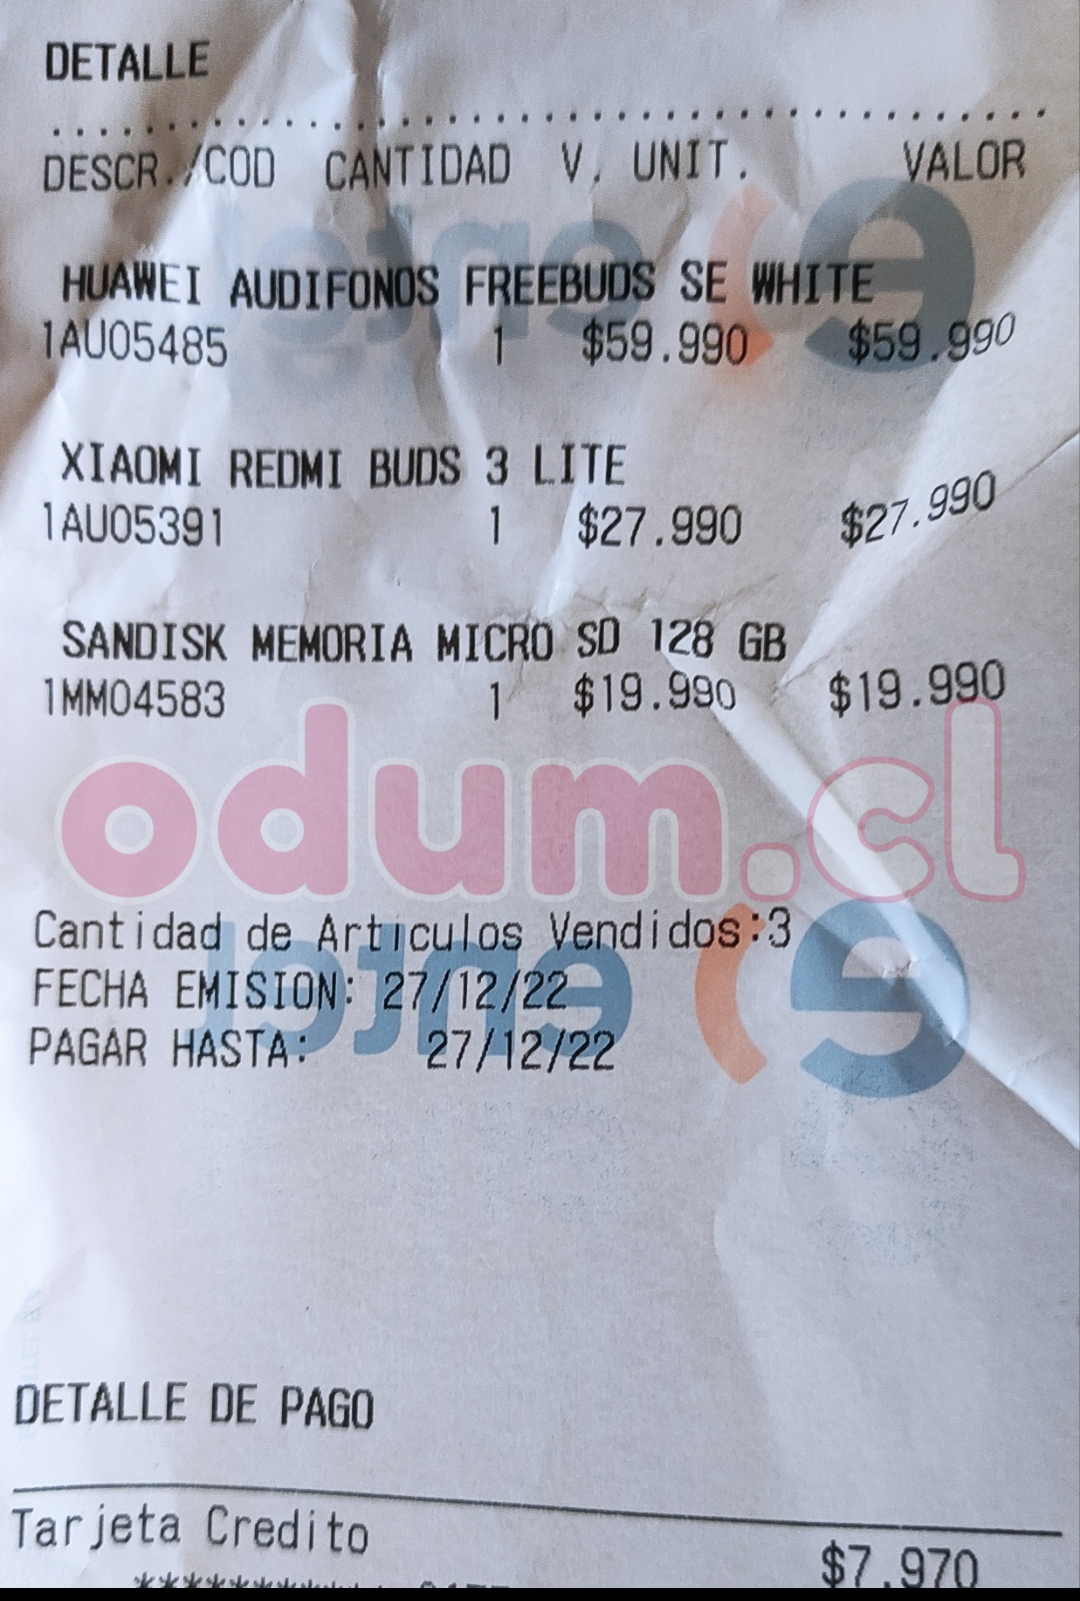 DETALLE
DESCR./COD CANTIDAD V. UNIT. VALOR
HUAWEI AUDIFONOS FREEBUDS SE WHITE
1AU05485 1 $59.990 $59.990
XIAOMI REDMI BUDS 3 LITE
1AU05391 1 $27.990 $27.990
SANDISK MEMORIA MICRO SD 128 GB
1MM04583 1 $19.990 $19.990
odum.cl
Cantidad de Articulos Vendidos:3
FECHA EMISION: 27/12/22
PAGAR HASTA: 27/12/22
DETALLE DE PAGO
Tarjeta Credito
$7.970